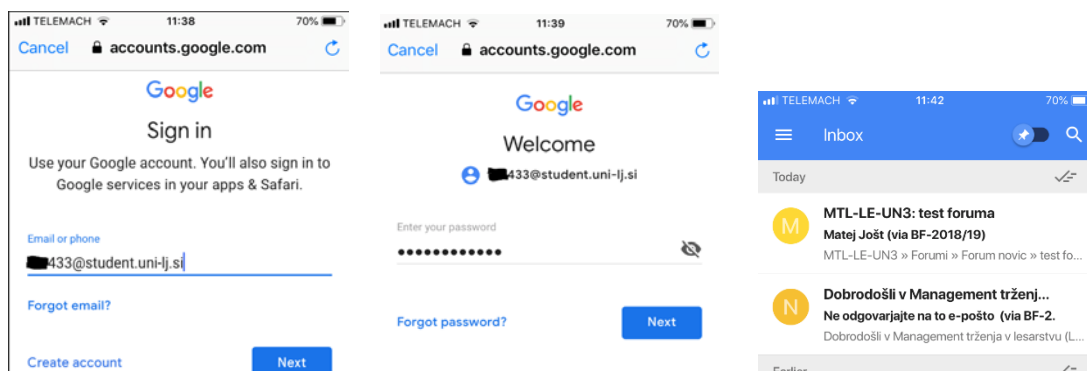 TELEMACH 11:38 70%
Cancel accounts.google.com
Google
Sign in
Use your Google account. You'll also sign in to
Google services in your apps & Safari.
Email or phone
433@student.uni-lj.si
Forgot email?
Create account Next
TELEMACH 11:39 70%
Cancel accounts.google.com
Google
Welcome
433@student.uni-lj.si
Enter your password
Forgot password? Next
TELEMACH 11:42 70%
Inbox
Today
M
MTL-LE-UN3: test foruma
Matej Jošt (via BF-2018/19)
MTL-LE-UN3 » Forumi » Forum novic » test fo...
N
Dobrodošli v Management trženj...
Ne odgovarjajte na to e-pošto (via BF-2.
Dobrodošli v Management trženja v lesarstvu (L...